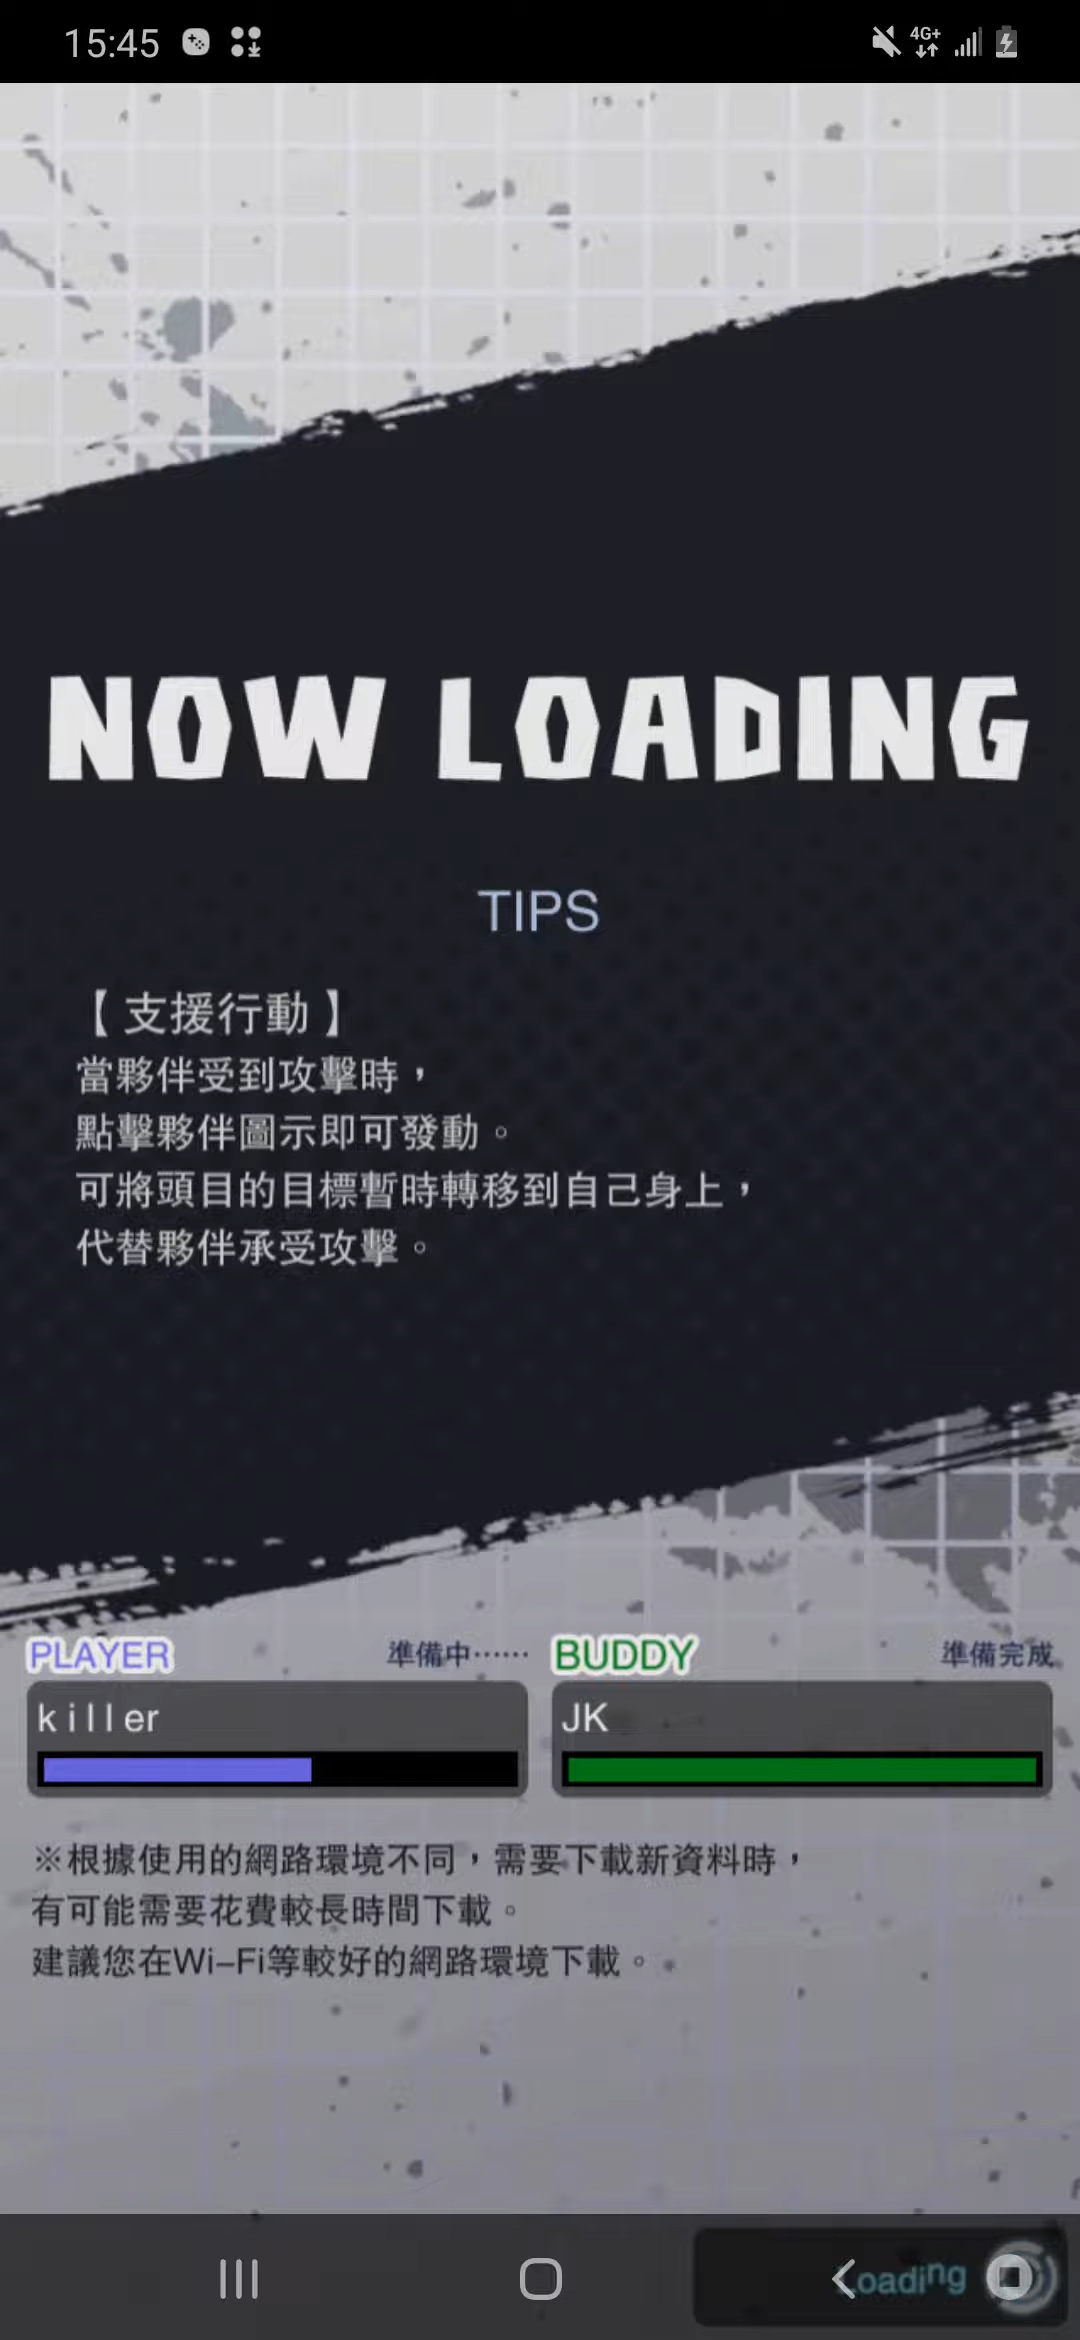 15:45
4G+
NOW LOADING
TIPS
【支援行動】
當夥伴受到攻擊時，
點擊夥伴圖示即可發動。
可將頭目的目標暫時轉移到自己身上，
代替夥伴承受攻擊。
PLAYER 準備中⋯⋯ BUDDY 準備完成
killer JK
※根據使用的網路環境不同，需要下載新資料時，
有可能需要花費較長時間下載。
建議您在Wi-Fi等較好的網路環境下載。
Loading